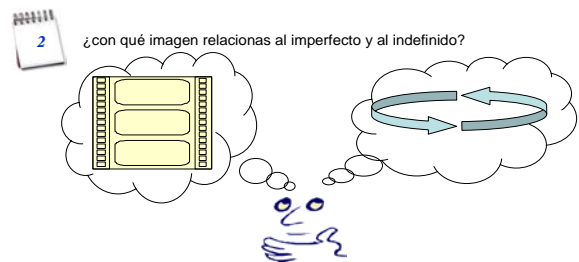 2
¿con qué imagen relacionas al imperfecto y al indefinido?